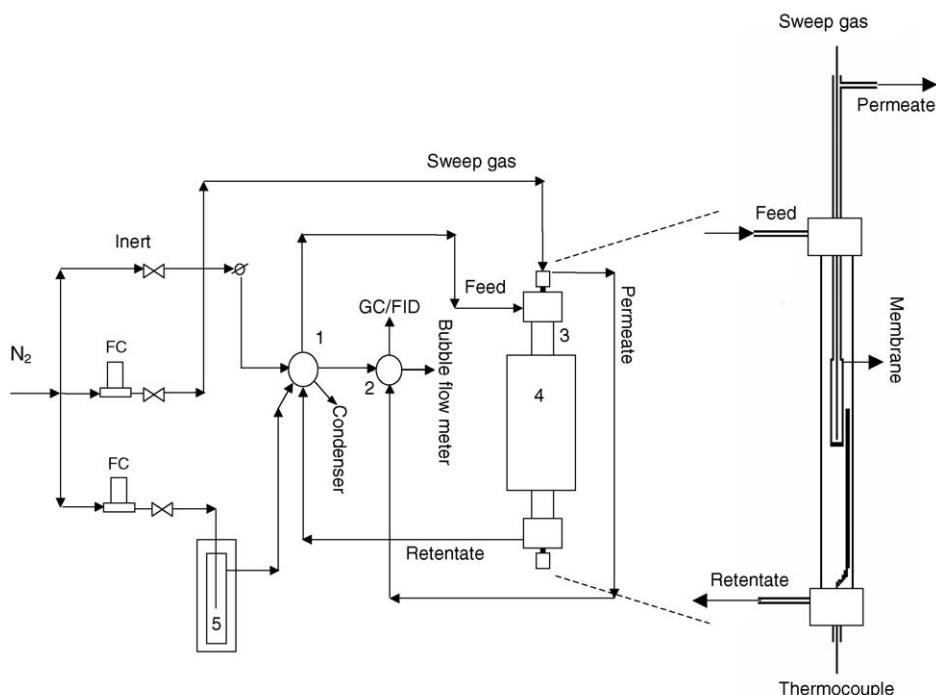 Sweep gas
Permeate
Sweep gas
Feed
Inert
Feed
Permeate
GC/FID
Membrane
N2
FC
1
2
3
4
Bubble flow meter
Condenser
FC
Retentate
Retentate
5
Thermocouple